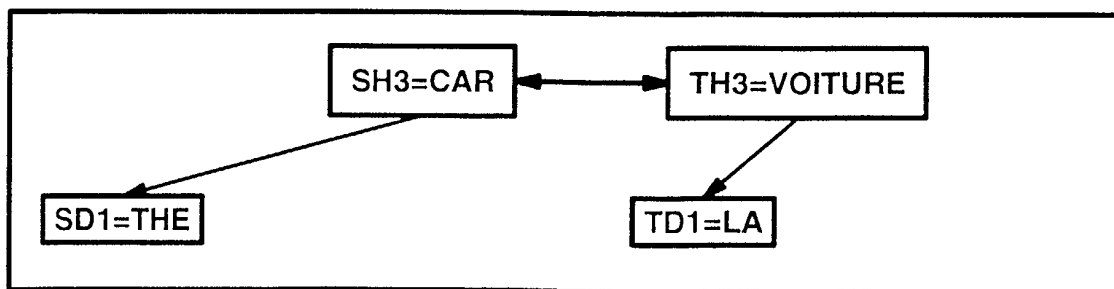 SH3=CAR
TH3=VOITURE
SD1=THE
TD1=LA